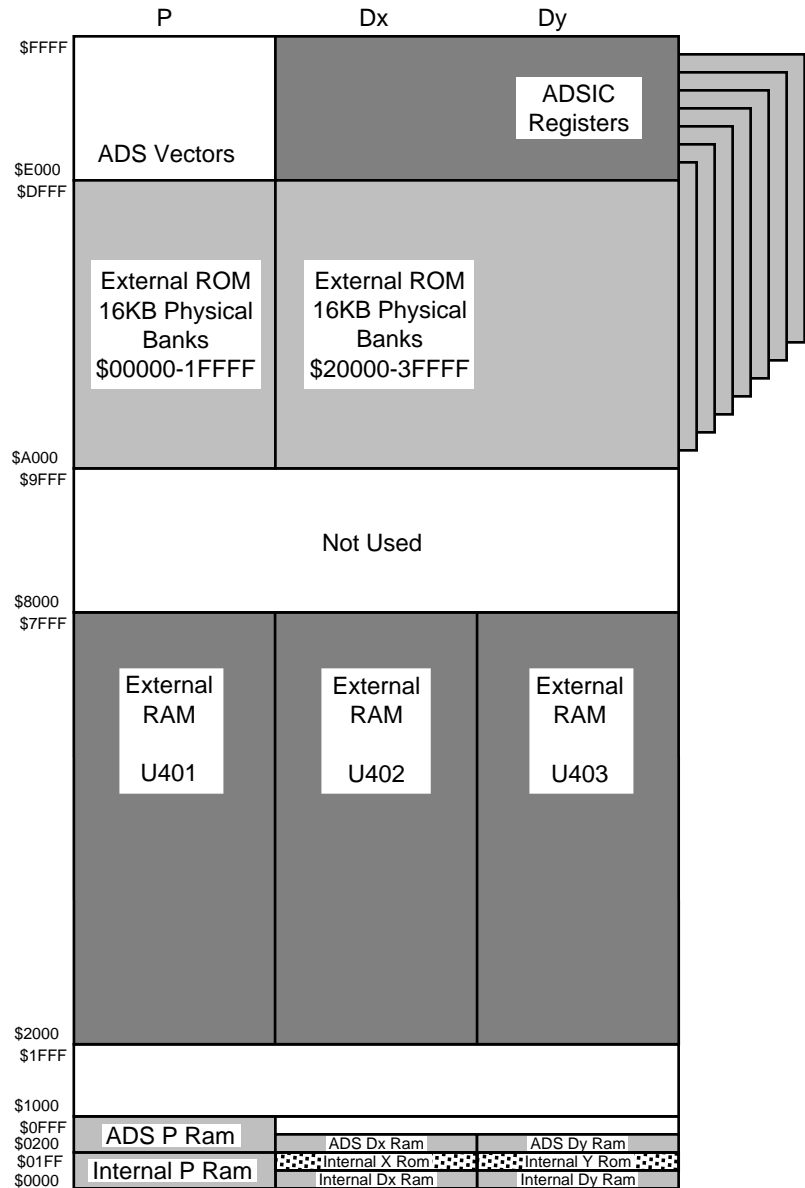 P Dx Dy
$FFFF
ADSIC
Registers
ADS Vectors
$E000
$DFFF
External ROM
16KB Physical
Banks
$00000-1FFFF
External ROM
16KB Physical
Banks
$20000-3FFFF
$A000
$9FFF
Not Used
$8000
$7FFF
External
RAM
U401
External
RAM
U402
External
RAM
U403
$2000
$1FFF
$1000
$0FFF
ADS P Ram
ADS Dx Ram
ADS Dy Ram
$0200
$01FF
Internal P Ram
Internal X Rom
Internal Y Rom
$0000
Internal Dx Ram
Internal Dy Ram